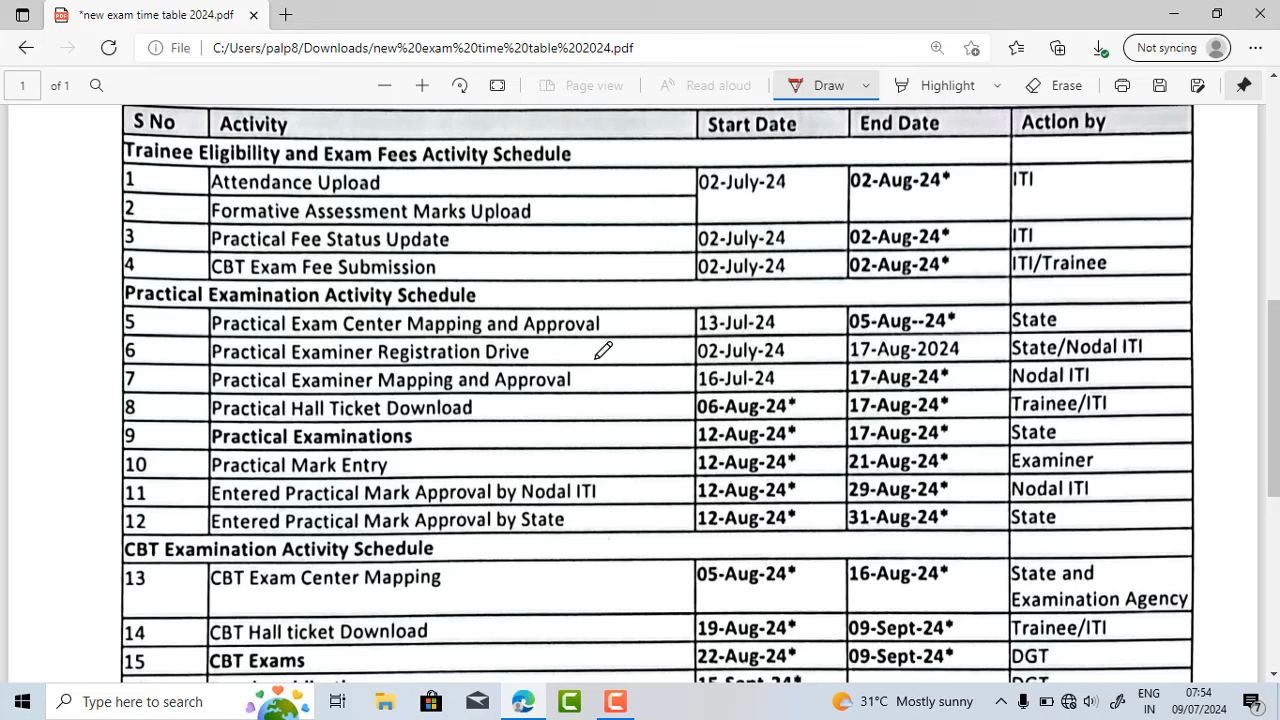 *new exam time table 2024.pdf
File C:/Users/palp8/Downloads/new%20exam%20time%20table%202024.pdf Not syncing
1 of 1 Page view Read aloud Draw Highlight Erase
S No Activity Start Date End Date Action by
Trainee Eligibility and Exam Fees Activity Schedule
1 Attendance Upload 02-July-24 02-Aug-24* ITI
2 Formative Assessment Marks Upload
3 Practical Fee Status Update 02-July-24 02-Aug-24* ITI
4 CBT Exam Fee Submission 02-July-24 02-Aug-24* ITI/Trainee
Practical Examination Activity Schedule
5 Practical Exam Center Mapping and Approval 13-Jul-24 05-Aug--24* State
6 Practical Examiner Registration Drive 02-July-24 17-Aug-2024 State/Nodal ITI
7 Practical Examiner Mapping and Approval 16-Jul-24 17-Aug-24* Nodal ITI
8 Practical Hall Ticket Download 06-Aug-24* 17-Aug-24* Trainee/ITI
9 Practical Examinations 12-Aug-24* 17-Aug-24* State
10 Practical Mark Entry 12-Aug-24* 21-Aug-24* Examiner
11 Entered Practical Mark Approval by Nodal ITI 12-Aug-24* 29-Aug-24* Nodal ITI
12 Entered Practical Mark Approval by State 12-Aug-24* 31-Aug-24* State
CBT Examination Activity Schedule
13 CBT Exam Center Mapping 05-Aug-24* 16-Aug-24* State and
Examination Agency
14 CBT Hall ticket Download 19-Aug-24* 09-Sept-24* Trainee/ITI
15 CBT Exams 22-Aug-24* 09-Sept-24* DGT
15-Sept-24* DGT
Type here to search 31°C Mostly sunny ENG 07:54
IN 09/07/2024 7